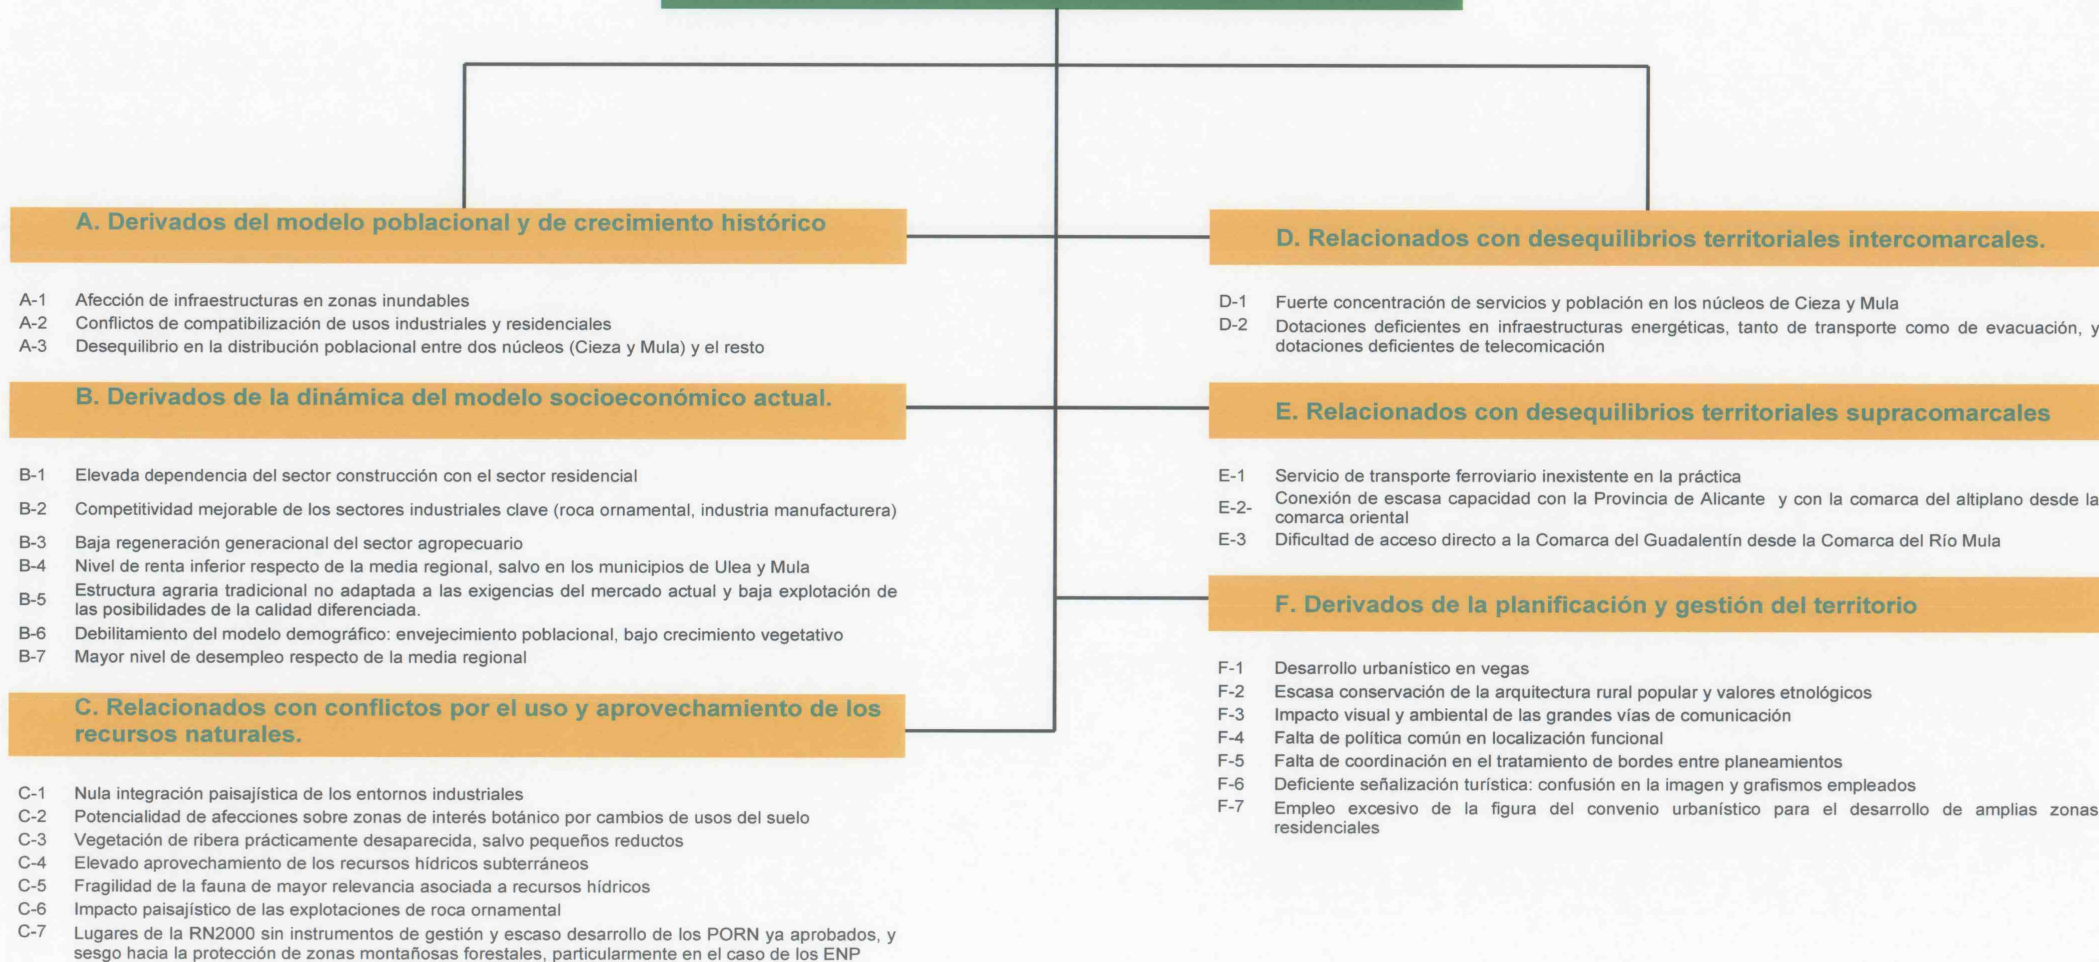 A. Derivados del modelo poblacional y de crecimiento histórico
A-1 Afección de infraestructuras en zonas inundables
A-2 Conflictos de compatibilización de usos industriales y residenciales
A-3 Desequilibrio en la distribución poblacional entre dos núcleos (Cieza y Mula) y el resto
B. Derivados de la dinámica del modelo socioeconómico actual.
B-1 Elevada dependencia del sector construcción con el sector residencial
B-2 Competitividad mejorable de los sectores industriales clave (roca ornamental, industria manufacturera)
B-3 Baja regeneración generacional del sector agropecuario
B-4 Nivel de renta inferior respecto de la media regional, salvo en los municipios de Ulea y Mula
B-5 Estructura agraria tradicional no adaptada a las exigencias del mercado actual y baja explotación de
las posibilidades de la calidad diferenciada.
B-6 Debilitamiento del modelo demográfico: envejecimiento poblacional, bajo crecimiento vegetativo
B-7 Mayor nivel de desempleo respecto de la media regional
C. Relacionados con conflictos por el uso y aprovechamiento de los
recursos naturales.
C-1 Nula integración paisajística de los entornos industriales
C-2 Potencialidad de afecciones sobre zonas de interés botánico por cambios de usos del suelo
C-3 Vegetación de ribera prácticamente desaparecida, salvo pequeños reductos
C-4 Elevado aprovechamiento de los recursos hídricos subterráneos
C-5 Fragilidad de la fauna de mayor relevancia asociada a recursos hídricos
C-6 Impacto paisajístico de las explotaciones de roca ornamental
C-7 Lugares de la RN2000 sin instrumentos de gestión y escaso desarrollo de los PORN ya aprobados, y
sesgo hacia la protección de zonas montañosas forestales, particularmente en el caso de los ENP
D. Relacionados con desequilibrios territoriales intercomarcales.
D-1 Fuerte concentración de servicios y población en los núcleos de Cieza y Mula
D-2 Dotaciones deficientes en infraestructuras energéticas, tanto de transporte como de evacuación, y
dotaciones deficientes de telecomicación
E. Relacionados con desequilibrios territoriales supracomarcales
E-1 Servicio de transporte ferroviario inexistente en la práctica
E-2- Conexión de escasa capacidad con la Provincia de Alicante y con la comarca del altiplano desde la
comarca oriental
E-3 Dificultad de acceso directo a la Comarca del Guadalentín desde la Comarca del Río Mula
F. Derivados de la planificación y gestión del territorio
F-1 Desarrollo urbanístico en vegas
F-2 Escasa conservación de la arquitectura rural popular y valores etnológicos
F-3 Impacto visual y ambiental de las grandes vías de comunicación
F-4 Falta de política común en localización funcional
F-5 Falta de coordinación en el tratamiento de bordes entre planeamientos
F-6 Deficiente señalización turística: confusión en la imagen y grafismos empleados
F-7 Empleo excesivo de la figura del convenio urbanístico para el desarrollo de amplias zonas
residenciales